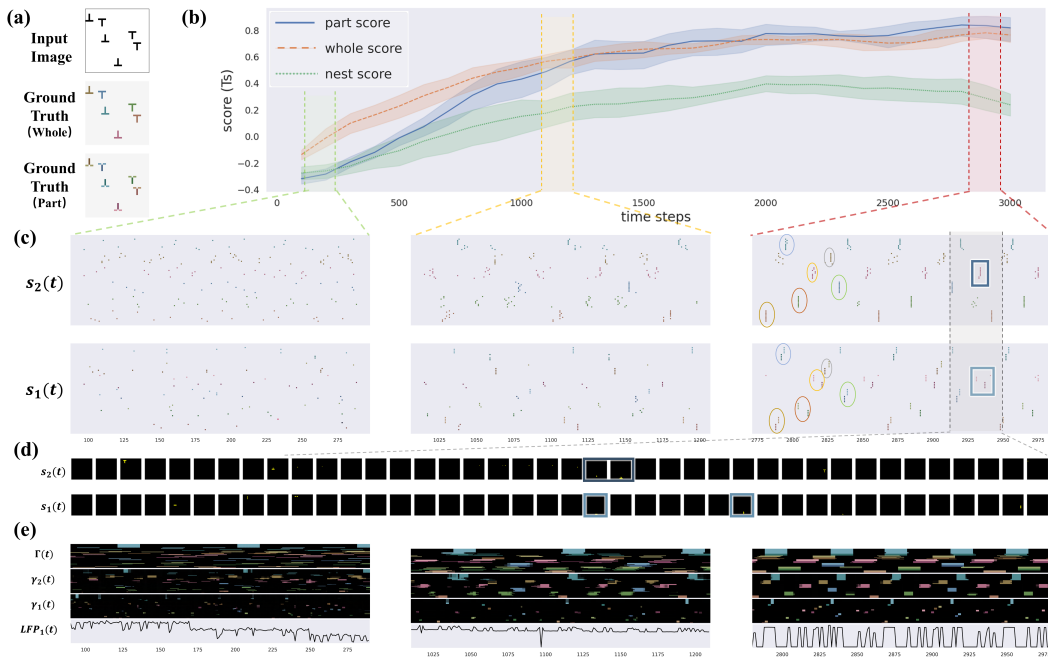 (a)
Input
Image
Ground
Truth
(Whole)
Ground
Truth
(Part)
(b)
part score
whole score
nest score
score (Ts)
0.8
0.6
0.4
0.2
0.0
−0.2
−0.4
0
500
1000
1500
2000
2500
3000
time steps
(c)
s₂(t)
s₁(t)
100 125 150 175 200 225 250 275
1025 1050 1075 1100 1125 1150 1175 1200
2775 2800 2825 2850 2875 2900 2925 2950 2975
(d)
s₂(t)
s₁(t)
(e)
Γ(t)
γ₂(t)
γ₁(t)
LFP₁(t)
100 125 150 175 200 225 250 275
1025 1050 1075 1100 1125 1150 1175 1200
2800 2825 2850 2875 2900 2925 2950